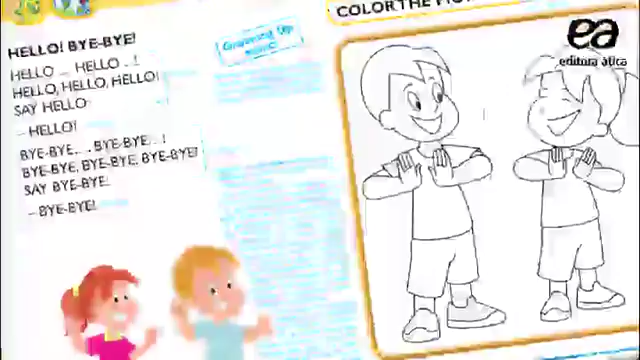 HELLO! BYE-BYE!
HELLO ... HELLO ...!
HELLO, HELLO, HELLO!
SAY HELLO
– HELLO!
BYE-BYE... BYE-BYE...!
BYE-BYE, BYE-BYE, BYE-BYE!
SAY BYE-BYE!
– BYE-BYE!
COLOR THE
ea
editora ática